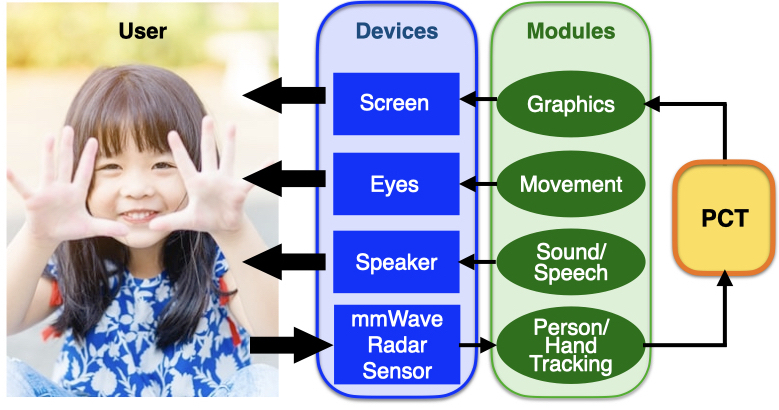 User
Devices
Modules
Screen
Graphics
Eyes
Movement
PCT
Speaker
Sound/
Speech
mmWave
Radar
Sensor
Person/
Hand
Tracking